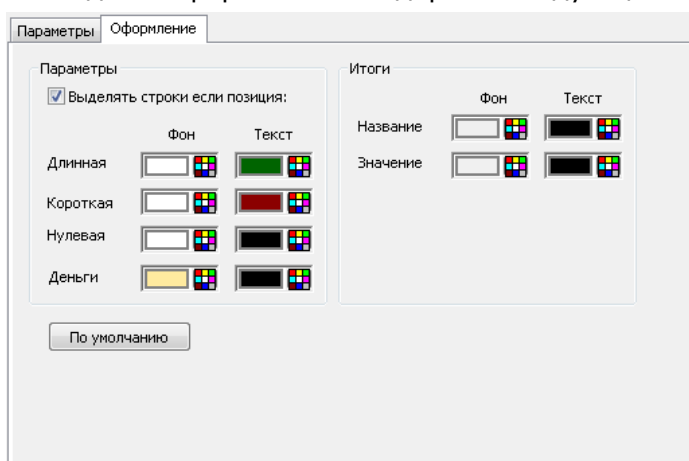 Параметры Оформление
Параметры
Выделять строки если позиция:
Фон Текст
Длинная
Короткая
Нулевая
Деньги
Итоги
Фон Текст
Название
Значение
По умолчанию